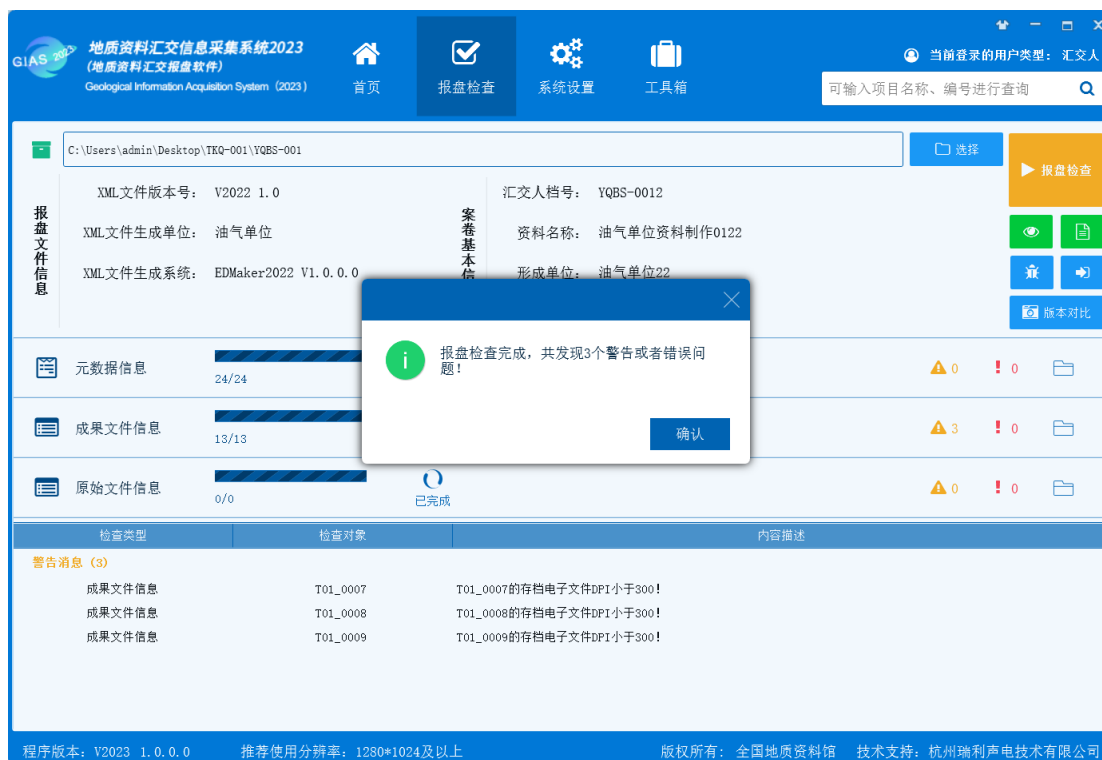 GIAS 2023
地质资料汇交信息采集系统2023
(地质资料汇交报盘软件)
Geological Information Acquisition System（2023）
首页
报盘检查
系统设置
工具箱
当前登录的用户类型：汇交人
可输入项目名称、编号进行查询
C:\Users\admin\Desktop\TKQ-001\YQBS-001
选择
报盘检查
报盘文件信息
XML文件版本号： V2022 1.0
XML文件生成单位： 油气单位
XML文件生成系统： EDMaker2022 V1.0.0.0
案卷基本信
汇交人档号： YQBS-0012
资料名称： 油气单位资料制作0122
形成单位： 油气单位22
版本对比
报盘检查完成，共发现3个警告或者错误问
题！
确认
元数据信息
24/24
0
! 0
成果文件信息
13/13
3
! 0
原始文件信息
0/0
已完成
0
! 0
检查类型 检查对象 内容描述
警告消息（3）
成果文件信息 T01_0007 T01_0007的存档电子文件DPI小于300!
成果文件信息 T01_0008 T01_0008的存档电子文件DPI小于300!
成果文件信息 T01_0009 T01_0009的存档电子文件DPI小于300!
程序版本：V2023 1.0.0.0 推荐使用分辨率：1280*1024及以上 版权所有： 全国地质资料馆 技术支持：杭州瑞利声电技术有限公司